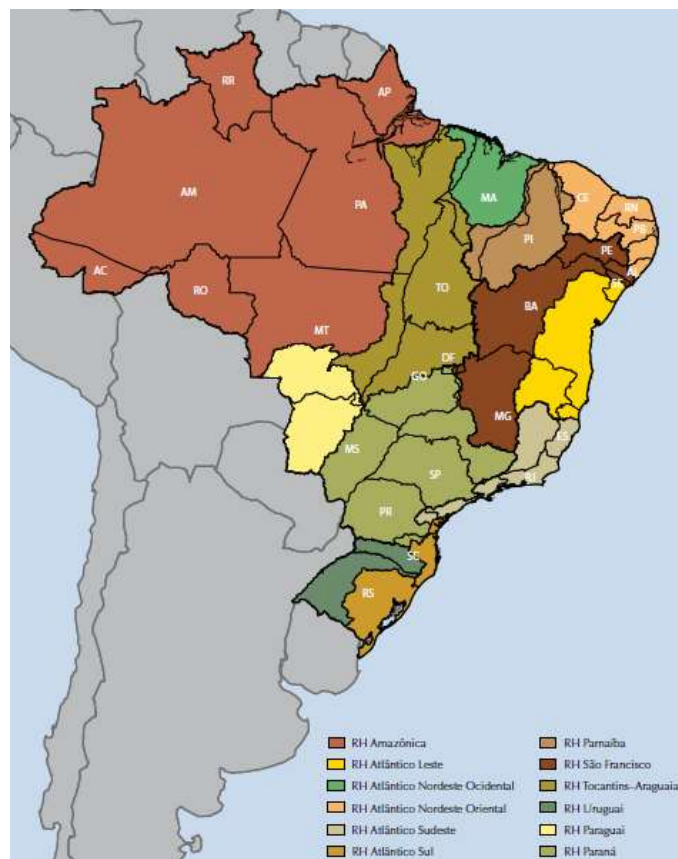 RR
AP
AM
PA
MA
CE
RN
PB
PI
PE
AL
SE
AC
RO
TO
BA
MT
DF
GO
MG
MS
ES
SP
RJ
PR
SC
RS
RH Amazônica
RH Atlântico Leste
RH Atlântico Nordeste Ocidental
RH Atlântico Nordeste Oriental
RH Atlântico Sudeste
RH Atlântico Sul
RH Parnaíba
RH São Francisco
RH Tocantins-Araguaia
RH Uruguai
RH Paraguai
RH Paraná